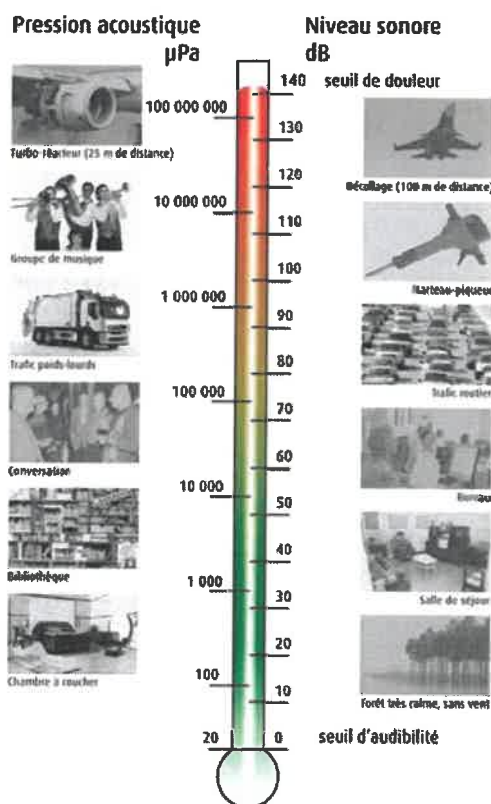 Pression acoustique
µPa
Niveau sonore
dB
140
seuil de douleur
100 000 000
130
Turbo-réacteur (25 m de distance)
120
Décollage (100 m de distance)
10 000 000
110
Groupe de musique
100
Marteau-piqueur
1 000 000
90
Trafic poids-lourds
80
Trafic routier
100 000
70
Conversation
60
10 000
Bureau
50
Bibliothèque
40
1 000
Salle de séjour
30
20
Chambre à coucher
100
10
Forêt très calme, sans vent
20
0
seuil d'audibilité